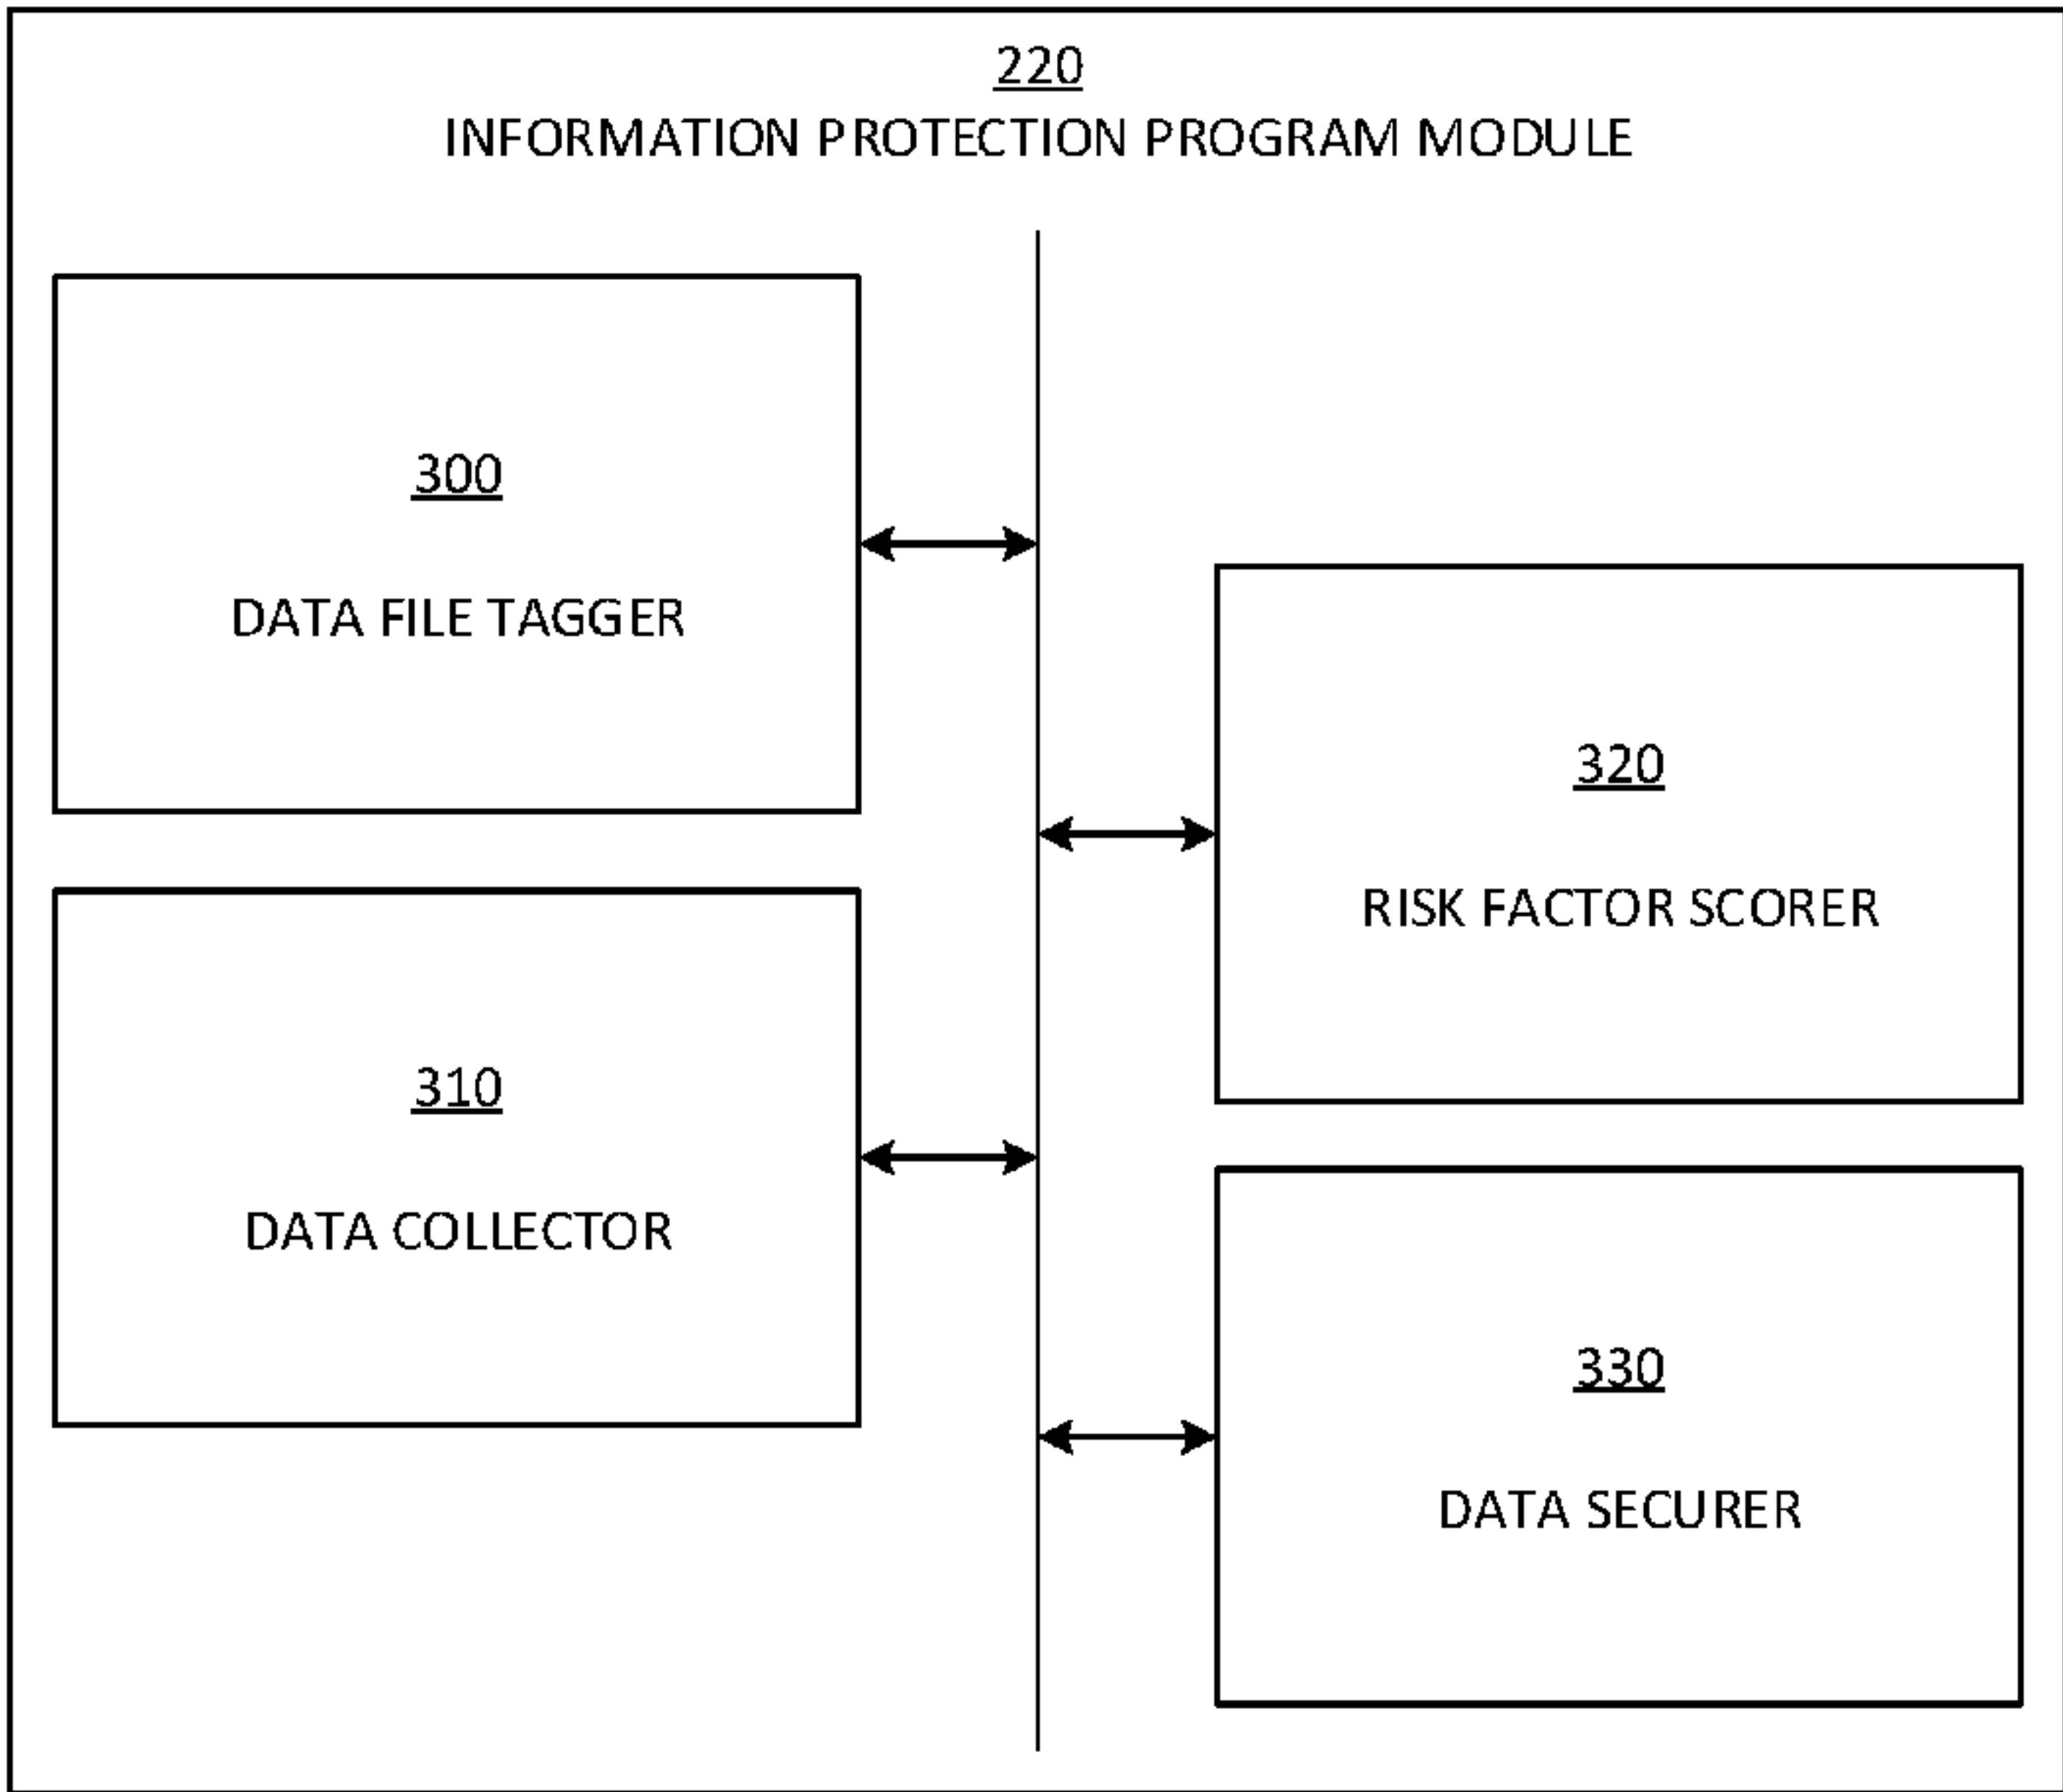 220
INFORMATION PROTECTION PROGRAM MODULE
300
DATA FILE TAGGER
310
DATA COLLECTOR
320
RISK FACTOR SCORER
330
DATA SECURER